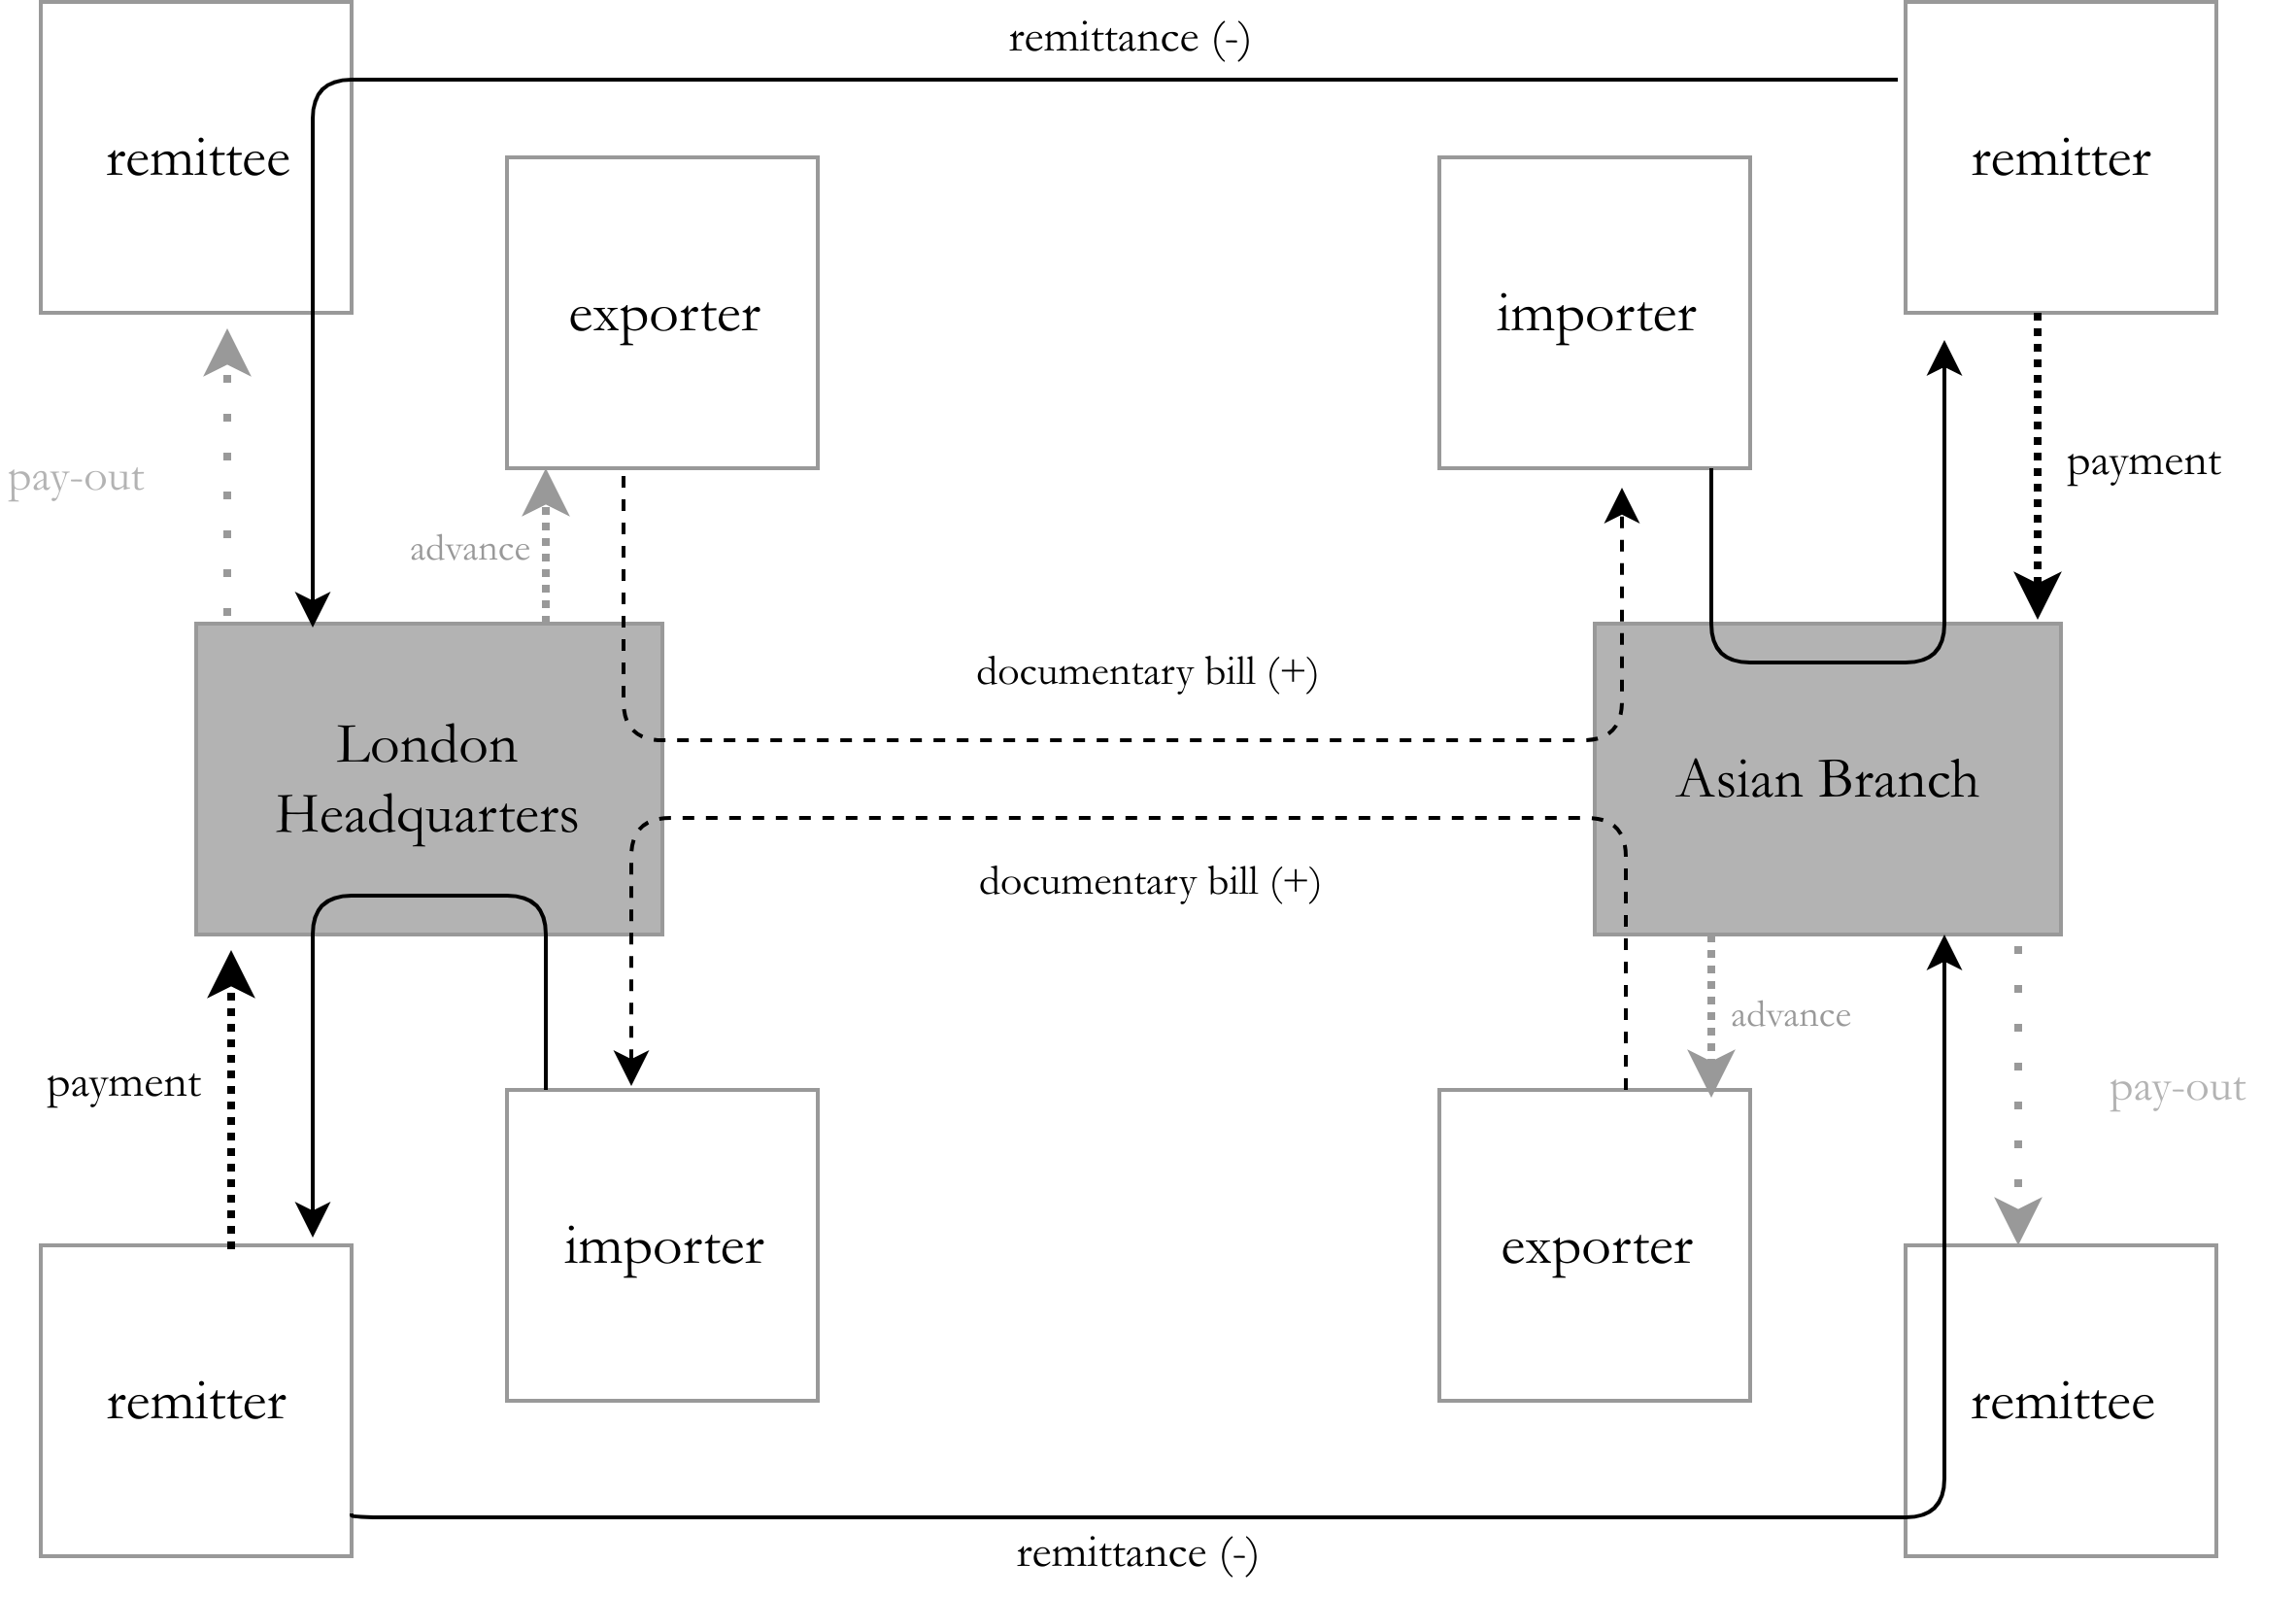 remittance (-)
remittee
remitter
exporter
importer
pay-out
payment
advance
documentary bill (+)
London
Headquarters
Asian Branch
documentary bill (+)
advance
payment
pay-out
importer
exporter
remitter
remittee
remittance (-)